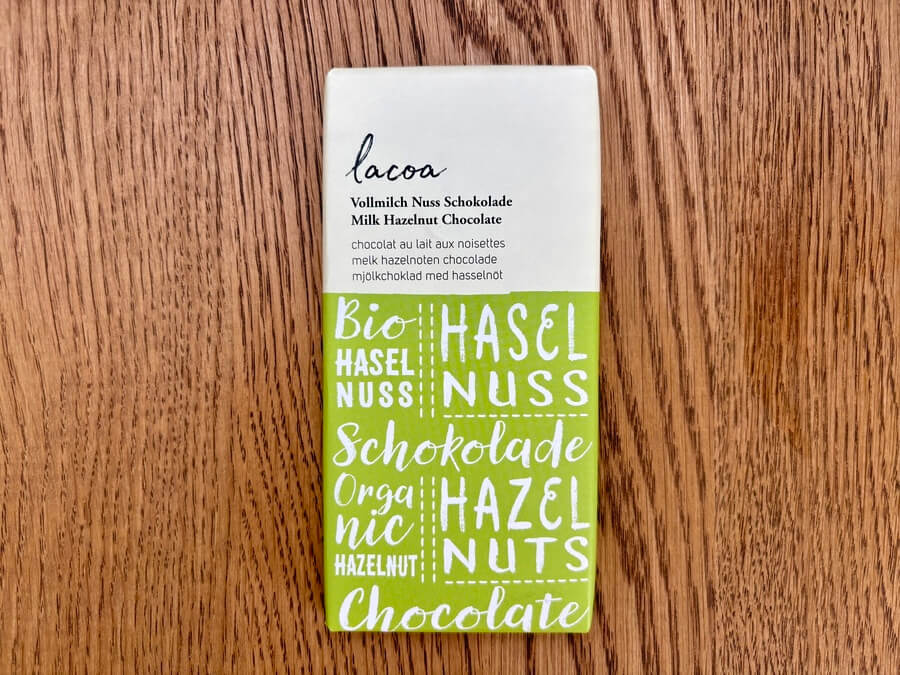 lacoa
Vollmilch Nuss Schokolade
Milk Hazelnut Chocolate
chocolat au lait aux noisettes
melk hazelnoten chocolade
mjölkchoklad med hasselnöt
Bio
HASEL
NUSS
HASEL
NUSS
Schokolade
Orga
nic
HAZELNUT
HAZEL
NUTS
Chocolate